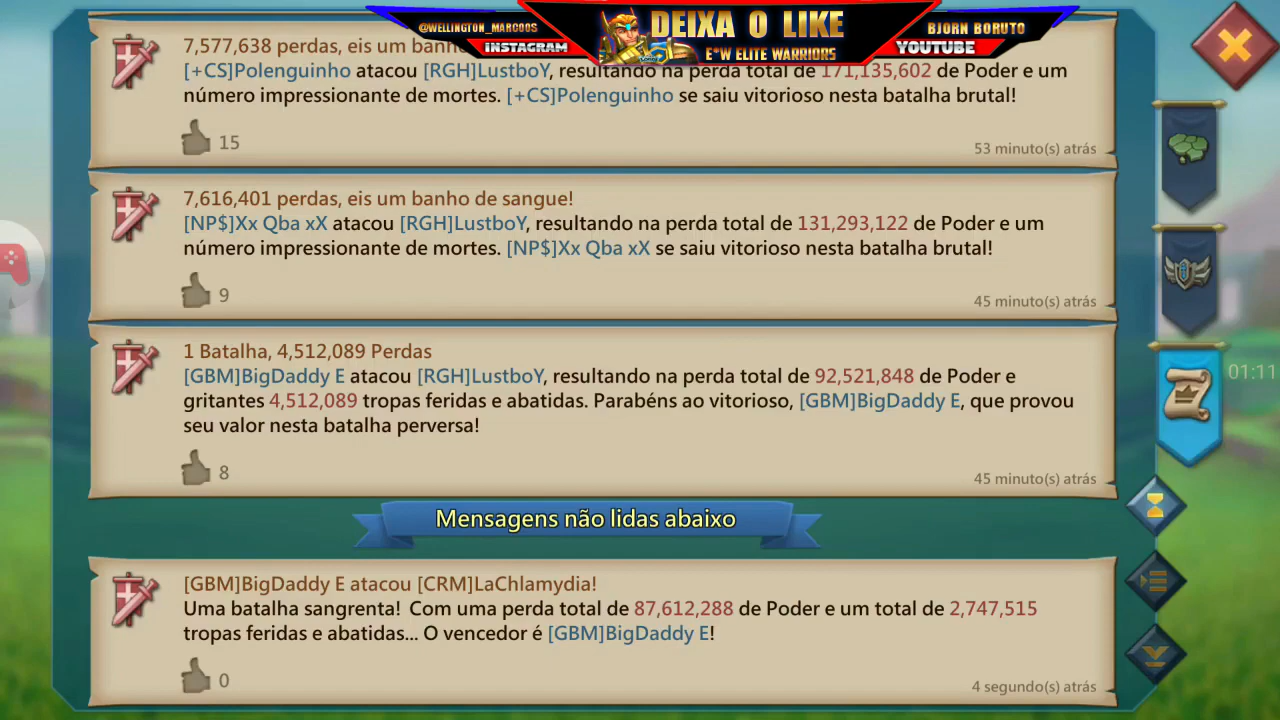 @WELLINGTON_MARCOOS
INSTAGRAM
DEIXA O LIKE
E*W ELITE WARRIORS
BJORN BORUTO
YOUTUBE
7,577,638 perdas, eis um banho
[+CS]Polenguinho atacou [RGH]LustboY, resultando na perda total de 171,135,602 de Poder e um
número impressionante de mortes. [+CS]Polenguinho se saiu vitorioso nesta batalha brutal!
15
53 minuto(s) atrás
7,616,401 perdas, eis um banho de sangue!
[NP$]Xx Qba xX atacou [RGH]LustboY, resultando na perda total de 131,293,122 de Poder e um
número impressionante de mortes. [NP$]Xx Qba xX se saiu vitorioso nesta batalha brutal!
9
45 minuto(s) atrás
1 Batalha, 4,512,089 Perdas
[GBM]BigDaddy E atacou [RGH]LustboY, resultando na perda total de 92,521,848 de Poder e
gritantes 4,512,089 tropas feridas e abatidas. Parabéns ao vitorioso, [GBM]BigDaddy E, que provou
seu valor nesta batalha perversa!
8
45 minuto(s) atrás
01:11
Mensagens não lidas abaixo
[GBM]BigDaddy E atacou [CRM]LaChlamydia!
Uma batalha sangrenta! Com uma perda total de 87,612,288 de Poder e um total de 2,747,515
tropas feridas e abatidas... O vencedor é [GBM]BigDaddy E!
0
4 segundo(s) atrás